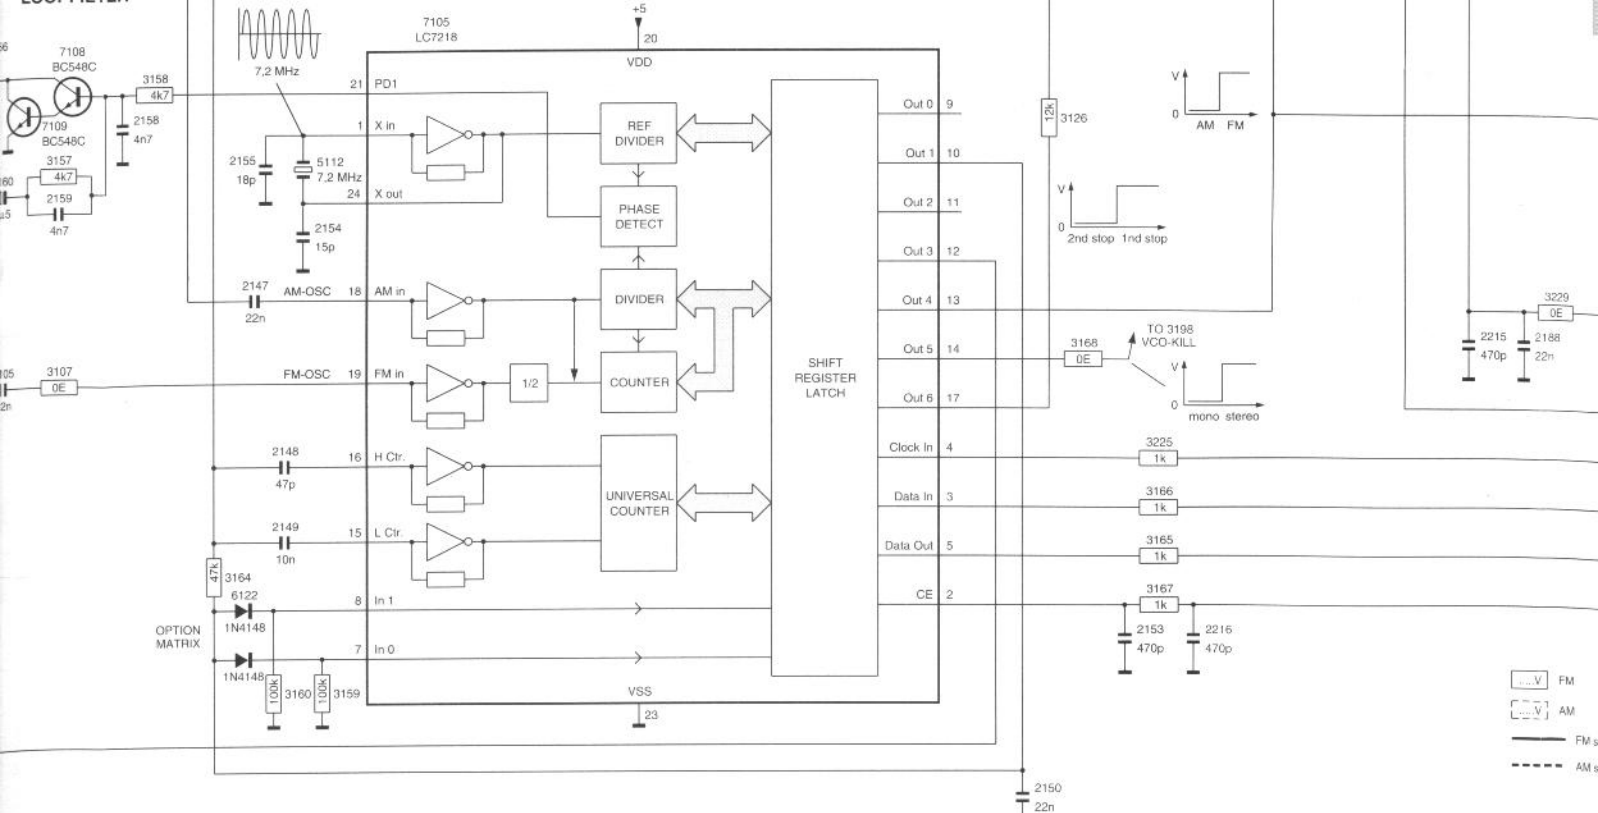 +5
7105
LC7218
20
VDD
7108
BC548C
7,2 MHz
3158
4k7
21 PD1
7109
BC548C
2158
4n7
1 X in
REF
DIVIDER
Out 0 9
12k
3126
V
0
AM FM
3157
4k7
2155
18p
5112
7,2 MHz
Out 1 10
2159
4n7
24 X out
PHASE
DETECT
Out 2 11
V
0
2nd stop 1nd stop
2154
15p
Out 3 12
2147
22n
AM-OSC 18 AM in
DIVIDER
Out 4 13
3229
0E
TO 3198
VCO-KILL
2215
470p
2188
22n
3107
0E
FM-OSC 19 FM in
1/2
COUNTER
SHIFT
REGISTER
LATCH
Out 5 14
3168
0E
V
0
mono stereo
Out 6 17
2148
47p
16 H Ctr.
Clock In 4
3225
1k
UNIVERSAL
COUNTER
Data In 3
3166
1k
2149
10n
15 L Ctr.
Data Out 5
3165
1k
47k
3164
6122
1N4148
8 In 1
CE 2
3167
1k
OPTION
MATRIX
2153
470p
2216
470p
1N4148
7 In 0
100k
3160
100k
3159
VSS
23
.....V FM
.....V AM
FM
AM
2150
22n